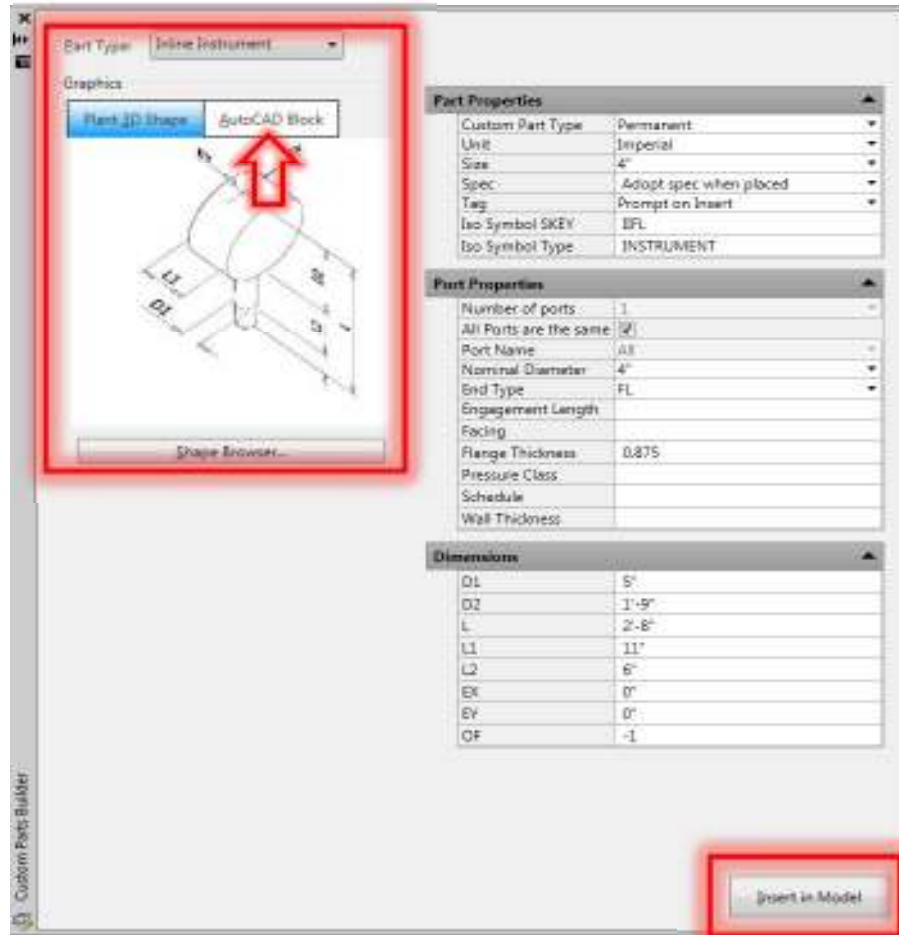 Part Type: Inline Instrument
Graphics
Plant 3D Shape AutoCAD Block
L1
D1
Shape Browser...
Part Properties
Custom Part Type Permanent
Unit Imperial
Size 4"
Spec Adopt spec when placed
Tag Prompt on Insert
Iso Symbol SKEY IIFL
Iso Symbol Type INSTRUMENT
Port Properties
Number of ports 1
All Ports are the same
Port Name All
Nominal Diameter 4"
End Type FL
Engagement Length
Facing
Flange Thickness 0.875
Pressure Class
Schedule
Wall Thickness
Dimensions
D1 5"
D2 1'-9"
L 2'-8"
L1 11"
L2 6"
EX 0"
EY 0"
OF -1
Custom Parts Builder
Insert in Model